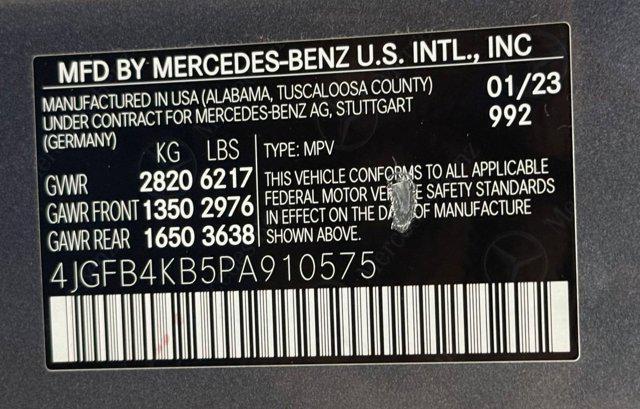 MFD BY MERCEDES-BENZ U.S. INTL., INC
MANUFACTURED IN USA (ALABAMA, TUSCALOOSA COUNTY) 01/23
UNDER CONTRACT FOR MERCEDES-BENZ AG, STUTTGART 992
(GERMANY)
KG LBS
GVWR 2820 6217
GAWR FRONT 1350 2976
GAWR REAR 1650 3638
TYPE: MPV
THIS VEHICLE CONFORMS TO ALL APPLICABLE
FEDERAL MOTOR SAFETY STANDARDS
IN EFFECT ON THE OF MANUFACTURE
SHOWN ABOVE.
4JGFB4KB5PA910575